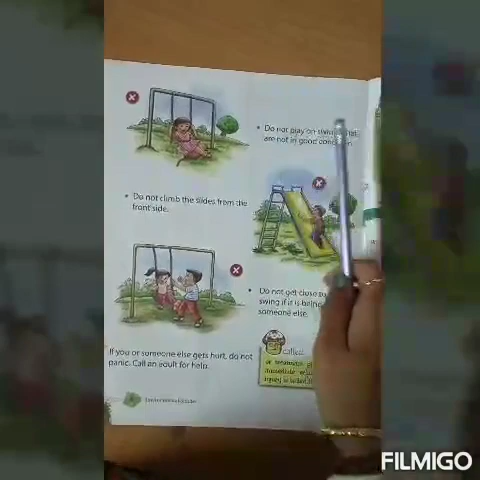 • Do not play on swings that
are not in good condition
• Do not climb the slides from the
front side.
• Do not get close to
swing if it is being
someone else.
If you or someone else gets hurt, do not
panic. Call an adult for help.
called
FILMIGO